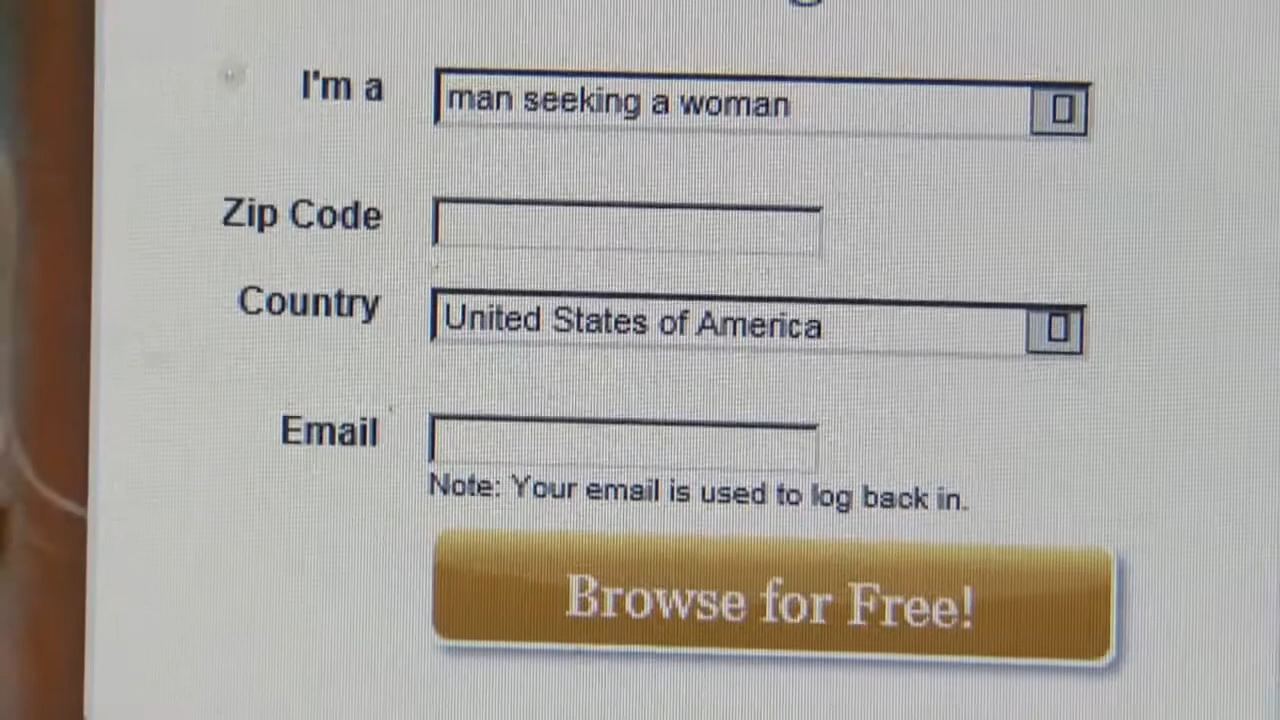 I'm a man seeking a woman
Zip Code
Country United States of America
Email
Note: Your email is used to log back in.
Browse for Free!